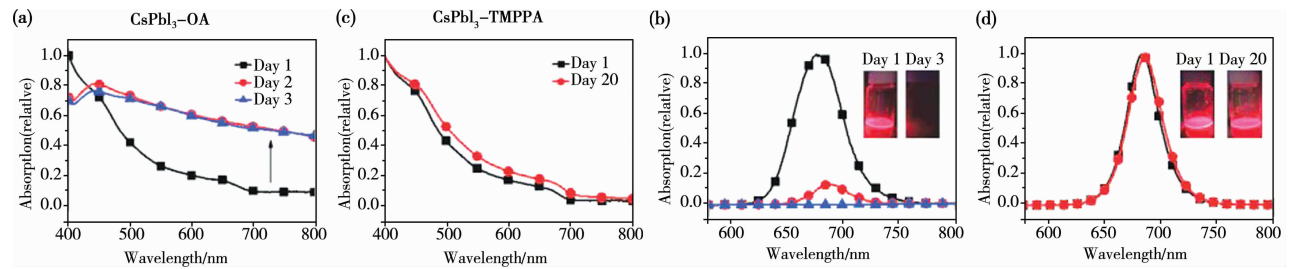 (a)
CsPbI3-OA
Day 1
Day 2
Day 3
Absorption(relative)
1.0
0.8
0.6
0.4
0.2
0.0
400 500 600 700 800
Wavelength/nm
(c)
CsPbI3-TMPPA
Day 1
Day 20
Absorption(relative)
1.0
0.8
0.6
0.4
0.2
0.0
400 500 600 700 800
Wavelength/nm
(b)
Day 1 Day 3
Absorption(relative)
1.0
0.8
0.6
0.4
0.2
0.0
600 650 700 750 800
Wavelength/nm
(d)
Day 1 Day 20
Absorption(relative)
1.0
0.8
0.6
0.4
0.2
0.0
600 650 700 750 800
Wavelength/nm